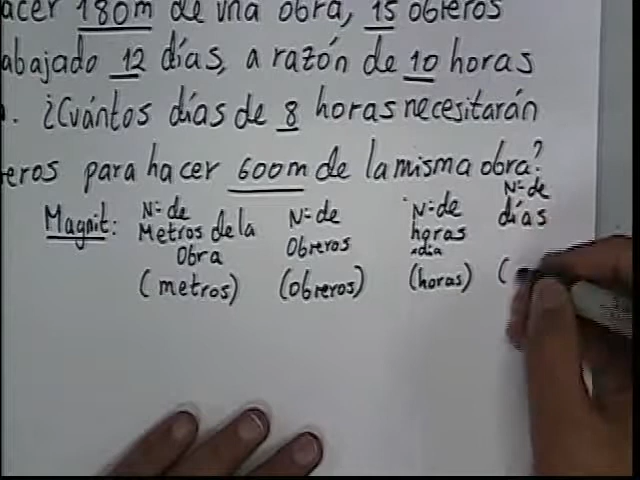 acer 180m de una obra, 15 obreros
abajado 12 días, a razón de 10 horas
. ¿Cuántos días de 8 horas necesitarán
eros para hacer 600m de la misma obra?
Magnit: N= de Metros de la Obra (metros)
N= de Obreros (obreros)
N= de horas xdía (horas)
N= de días (